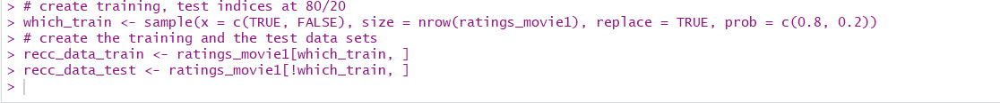 > # create training, test indices at 80/20
> which_train <- sample(x = c(TRUE, FALSE), size = nrow(ratings_movie1), replace = TRUE, prob = c(0.8, 0.2))
> # create the training and the test data sets
> recc_data_train <- ratings_movie1[which_train, ]
> recc_data_test <- ratings_movie1[!which_train, ]
>